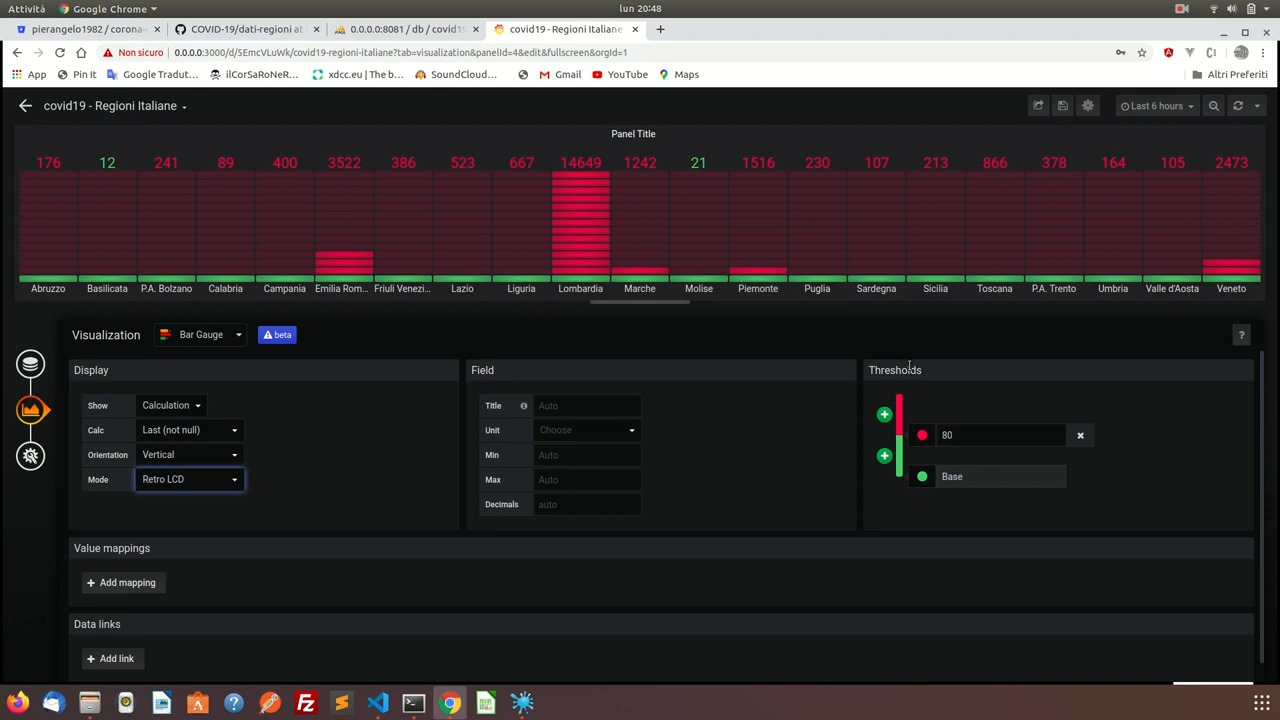 Attività
Google Chrome
lun 20:48
pierangelo1982 / corona-
COVID-19/dati-regioni at
0.0.0.0:8081 / db / covid19
covid19 - Regioni Italiane
Non sicuro
0.0.0.0:3000/d/5EmcVLuWk/covid19-regioni-italiane?tab=visualization&panelId=4&edit&fullscreen&orgId=1
App
Pin It
Google Tradut...
ilCorSaRoNeR...
xdcc.eu | The b...
SoundCloud...
Gmail
YouTube
Maps
Altri Preferiti
covid19 - Regioni Italiane
Last 6 hours
Panel Title
176 12 241 89 400 3522 386 523 667 14649 1242 21 1516 230 107 213 866 378 164 105 2473
Abruzzo Basilicata P.A. Bolzano Calabria Campania Emilia Rom... Friuli Venezi... Lazio Liguria Lombardia Marche Molise Piemonte Puglia Sardegna Sicilia Toscana P.A. Trento Umbria Valle d'Aosta Veneto
Visualization
Bar Gauge
beta
?
Display
Field
Thresholds
Show
Calculation
Title
Auto
Calc
Last (not null)
Unit
Choose
80
Orientation
Vertical
Min
Auto
Mode
Retro LCD
Max
Auto
Base
Decimals
auto
Value mappings
+ Add mapping
Data links
+ Add link